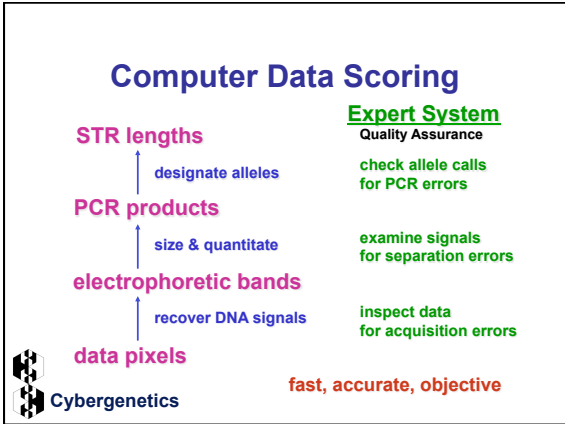 Computer Data Scoring
Expert System
Quality Assurance
STR lengths
designate alleles
check allele calls
for PCR errors
PCR products
size & quantitate
examine signals
for separation errors
electrophoretic bands
recover DNA signals
inspect data
for acquisition errors
data pixels
fast, accurate, objective
Cybergenetics